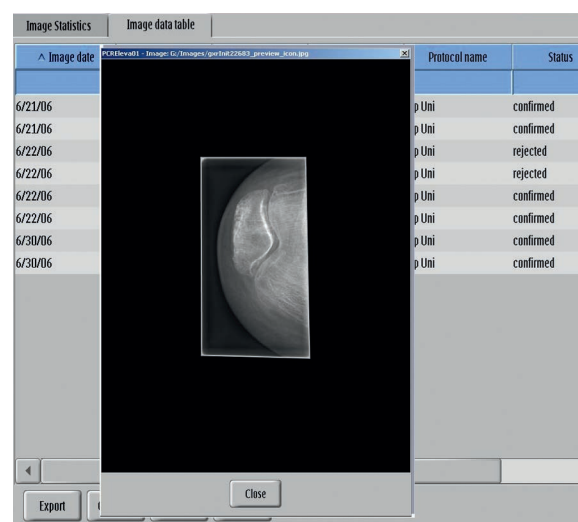 Image Statistics Image data table
^ Image date Protocol name Status
PCREleva01 - Image: G:/Images/gxrInit22683_preview_icon.jpg
6/21/06 p Uni confirmed
6/21/06 p Uni confirmed
6/22/06 p Uni rejected
6/22/06 p Uni rejected
6/22/06 p Uni confirmed
6/22/06 p Uni confirmed
6/30/06 p Uni confirmed
6/30/06 p Uni confirmed
Close
Export